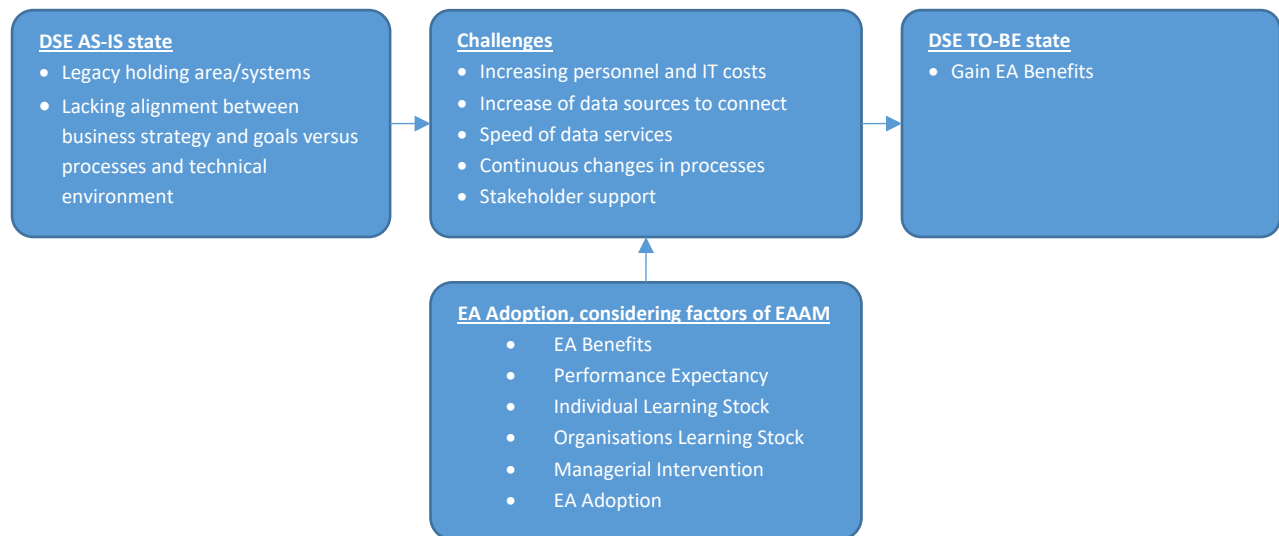 DSE AS-IS state
• Legacy holding area/systems
• Lacking alignment between
business strategy and goals versus
processes and technical
environment
Challenges
• Increasing personnel and IT costs
• Increase of data sources to connect
• Speed of data services
• Continuous changes in processes
• Stakeholder support
DSE TO-BE state
• Gain EA Benefits
EA Adoption, considering factors of EAAM
• EA Benefits
• Performance Expectancy
• Individual Learning Stock
• Organisations Learning Stock
• Managerial Intervention
• EA Adoption